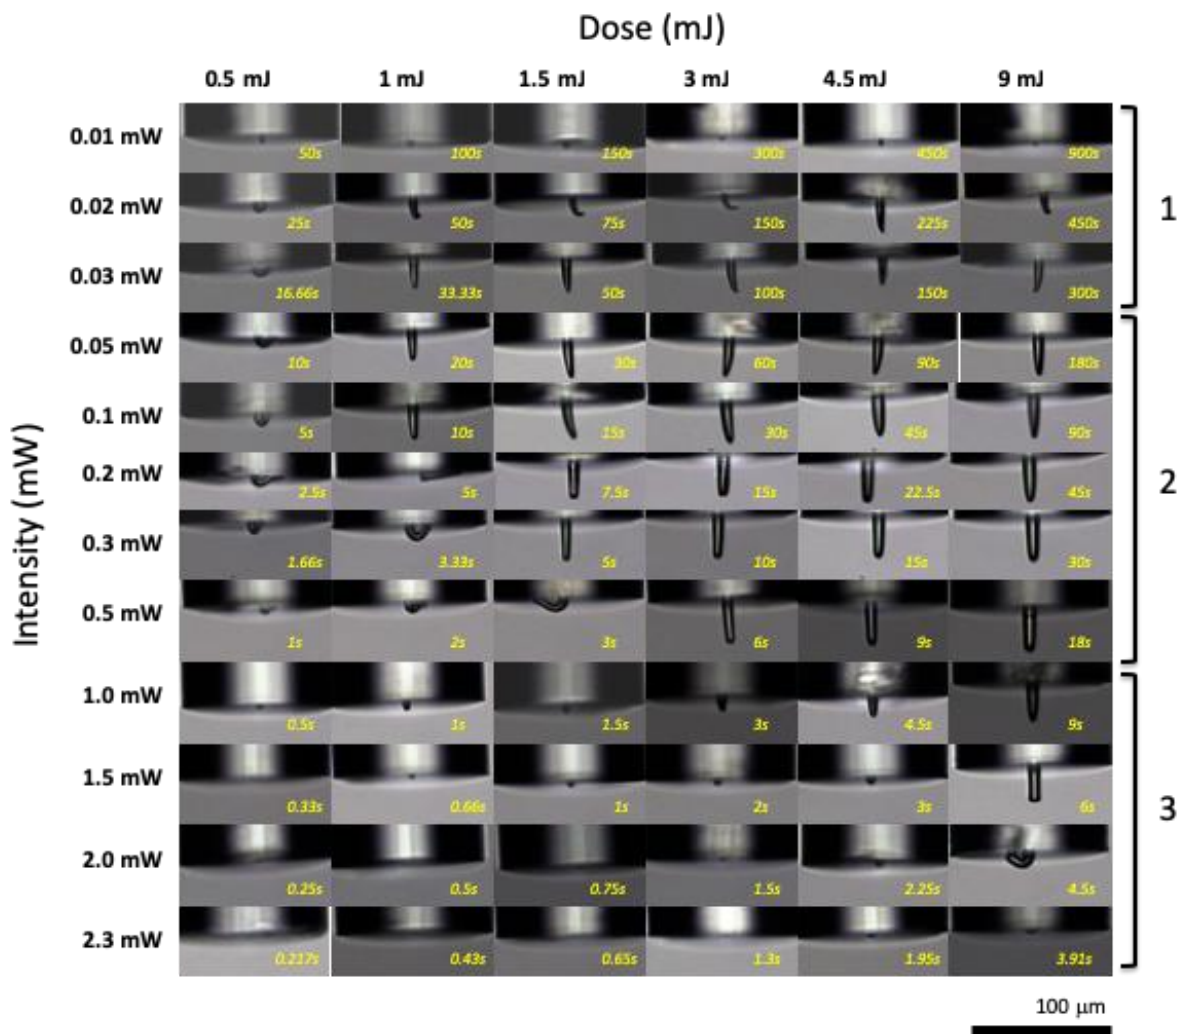 Dose (mJ)
0.5 mJ 1 mJ 1.5 mJ 3 mJ 4.5 mJ 9 mJ
0.01 mW 50s 100s 150s 300s 450s 900s
1
0.02 mW 25s 50s 75s 150s 225s 450s
0.03 mW 16.66s 33.33s 50s 100s 150s 300s
0.05 mW 10s 20s 30s 60s 90s 180s
0.1 mW 5s 10s 15s 30s 45s 90s
2
0.2 mW 2.5s 5s 7.5s 15s 22.5s 45s
0.3 mW 1.66s 3.33s 5s 10s 15s 30s
0.5 mW 1s 2s 3s 6s 9s 18s
1.0 mW 0.5s 1s 1.5s 3s 4.5s 9s
1.5 mW 0.33s 0.66s 1s 2s 3s 6s
3
2.0 mW 0.25s 0.5s 0.75s 1.5s 2.25s 4.5s
2.3 mW 0.217s 0.43s 0.65s 1.3s 1.95s 3.91s
Intensity (mW)
100 μm